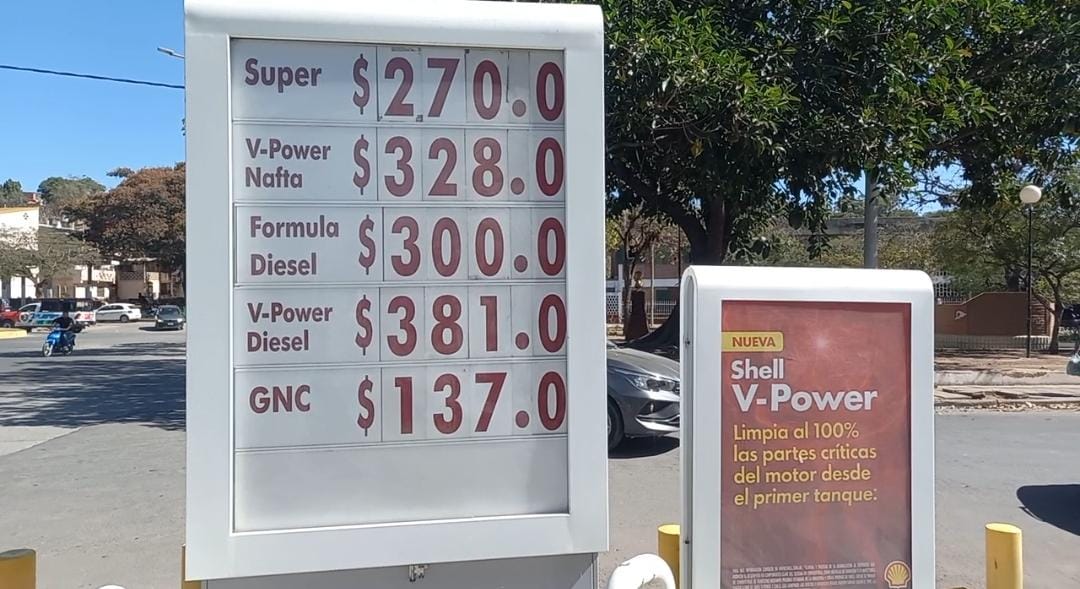 Super $ 270.0
V-Power
Nafta $ 328.0
Formula
Diesel $ 300.0
V-Power
Diesel $ 381.0
GNC $ 137.0
NUEVA
Shell
V-Power
Limpia al 100%
las partes críticas
del motor desde
el primer tanque: